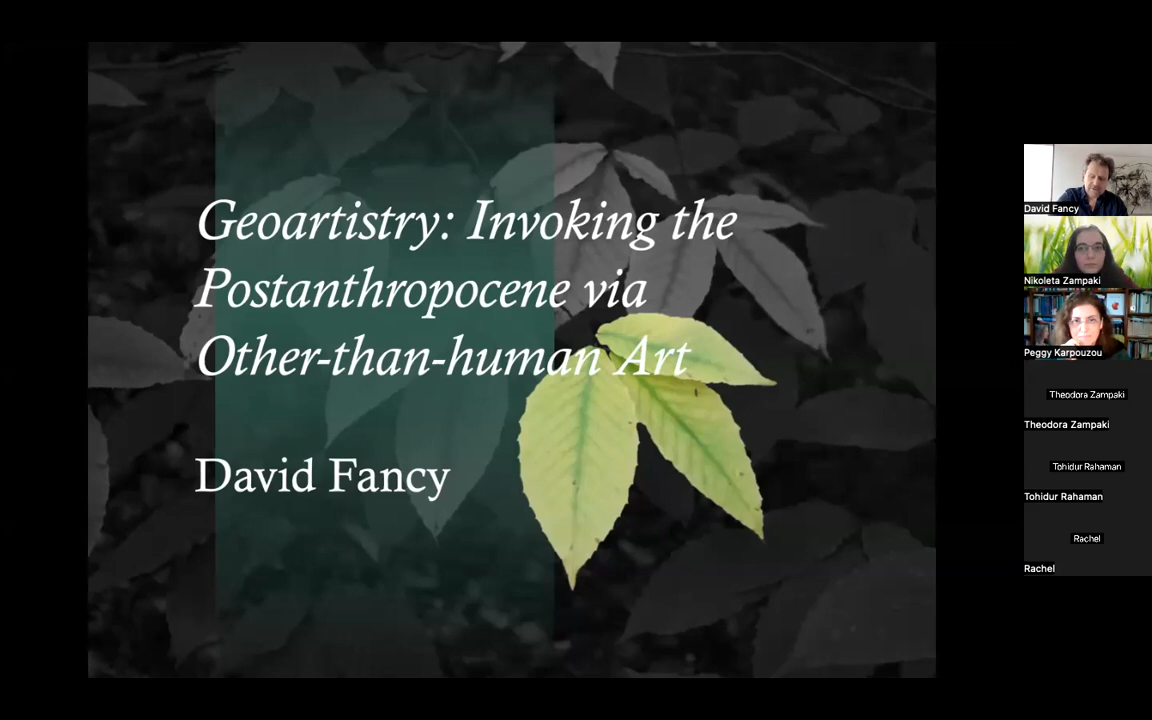 Geoartistry: Invoking the
Postanthropocene via
Other-than-human Art
David Fancy
David Fancy
Nikoleta Zampaki
Peggy Karpouzou
Theodora Zampaki
Theodora Zampaki
Tohidur Rahaman
Tohidur Rahaman
Rachel
Rachel